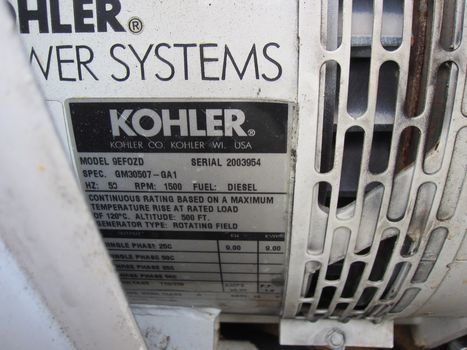 HLER®
WER SYSTEMS
KOHLER®
KOHLER CO. KOHLER WI. USA
MODEL 9EFOZD SERIAL 2003954
SPEC. GM30507-GA1
HZ: 50 RPM: 1500 FUEL: DIESEL
CONTINUOUS RATING BASED ON A MAXIMUM
TEMPERATURE RISE AT RATED LOAD
OF 120°C. ALTITUDE: 500 FT.
GENERATOR TYPE: ROTATING FIELD
INGLE PHASE 25C 9.00 9.00